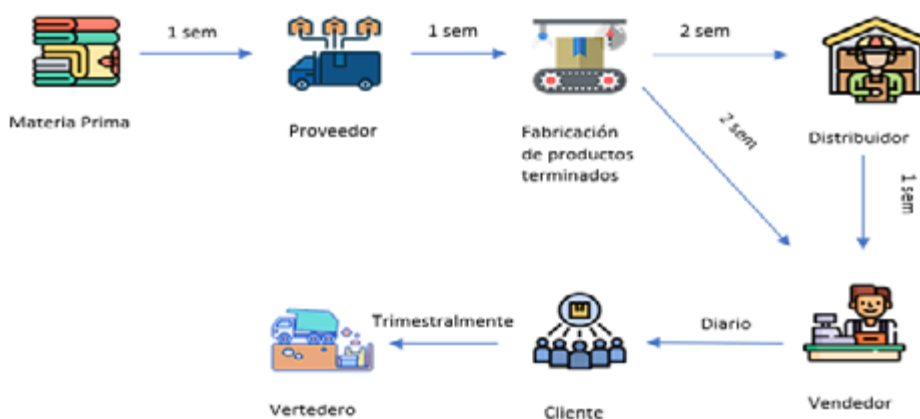 1 sem
1 sem
2 sem
Materia Prima
Proveedor
Fabricación
de productos
terminados
Distribuidor
2 sem
1 sem
Trimestralmente
Diario
Vertedero
Cliente
Vendedor